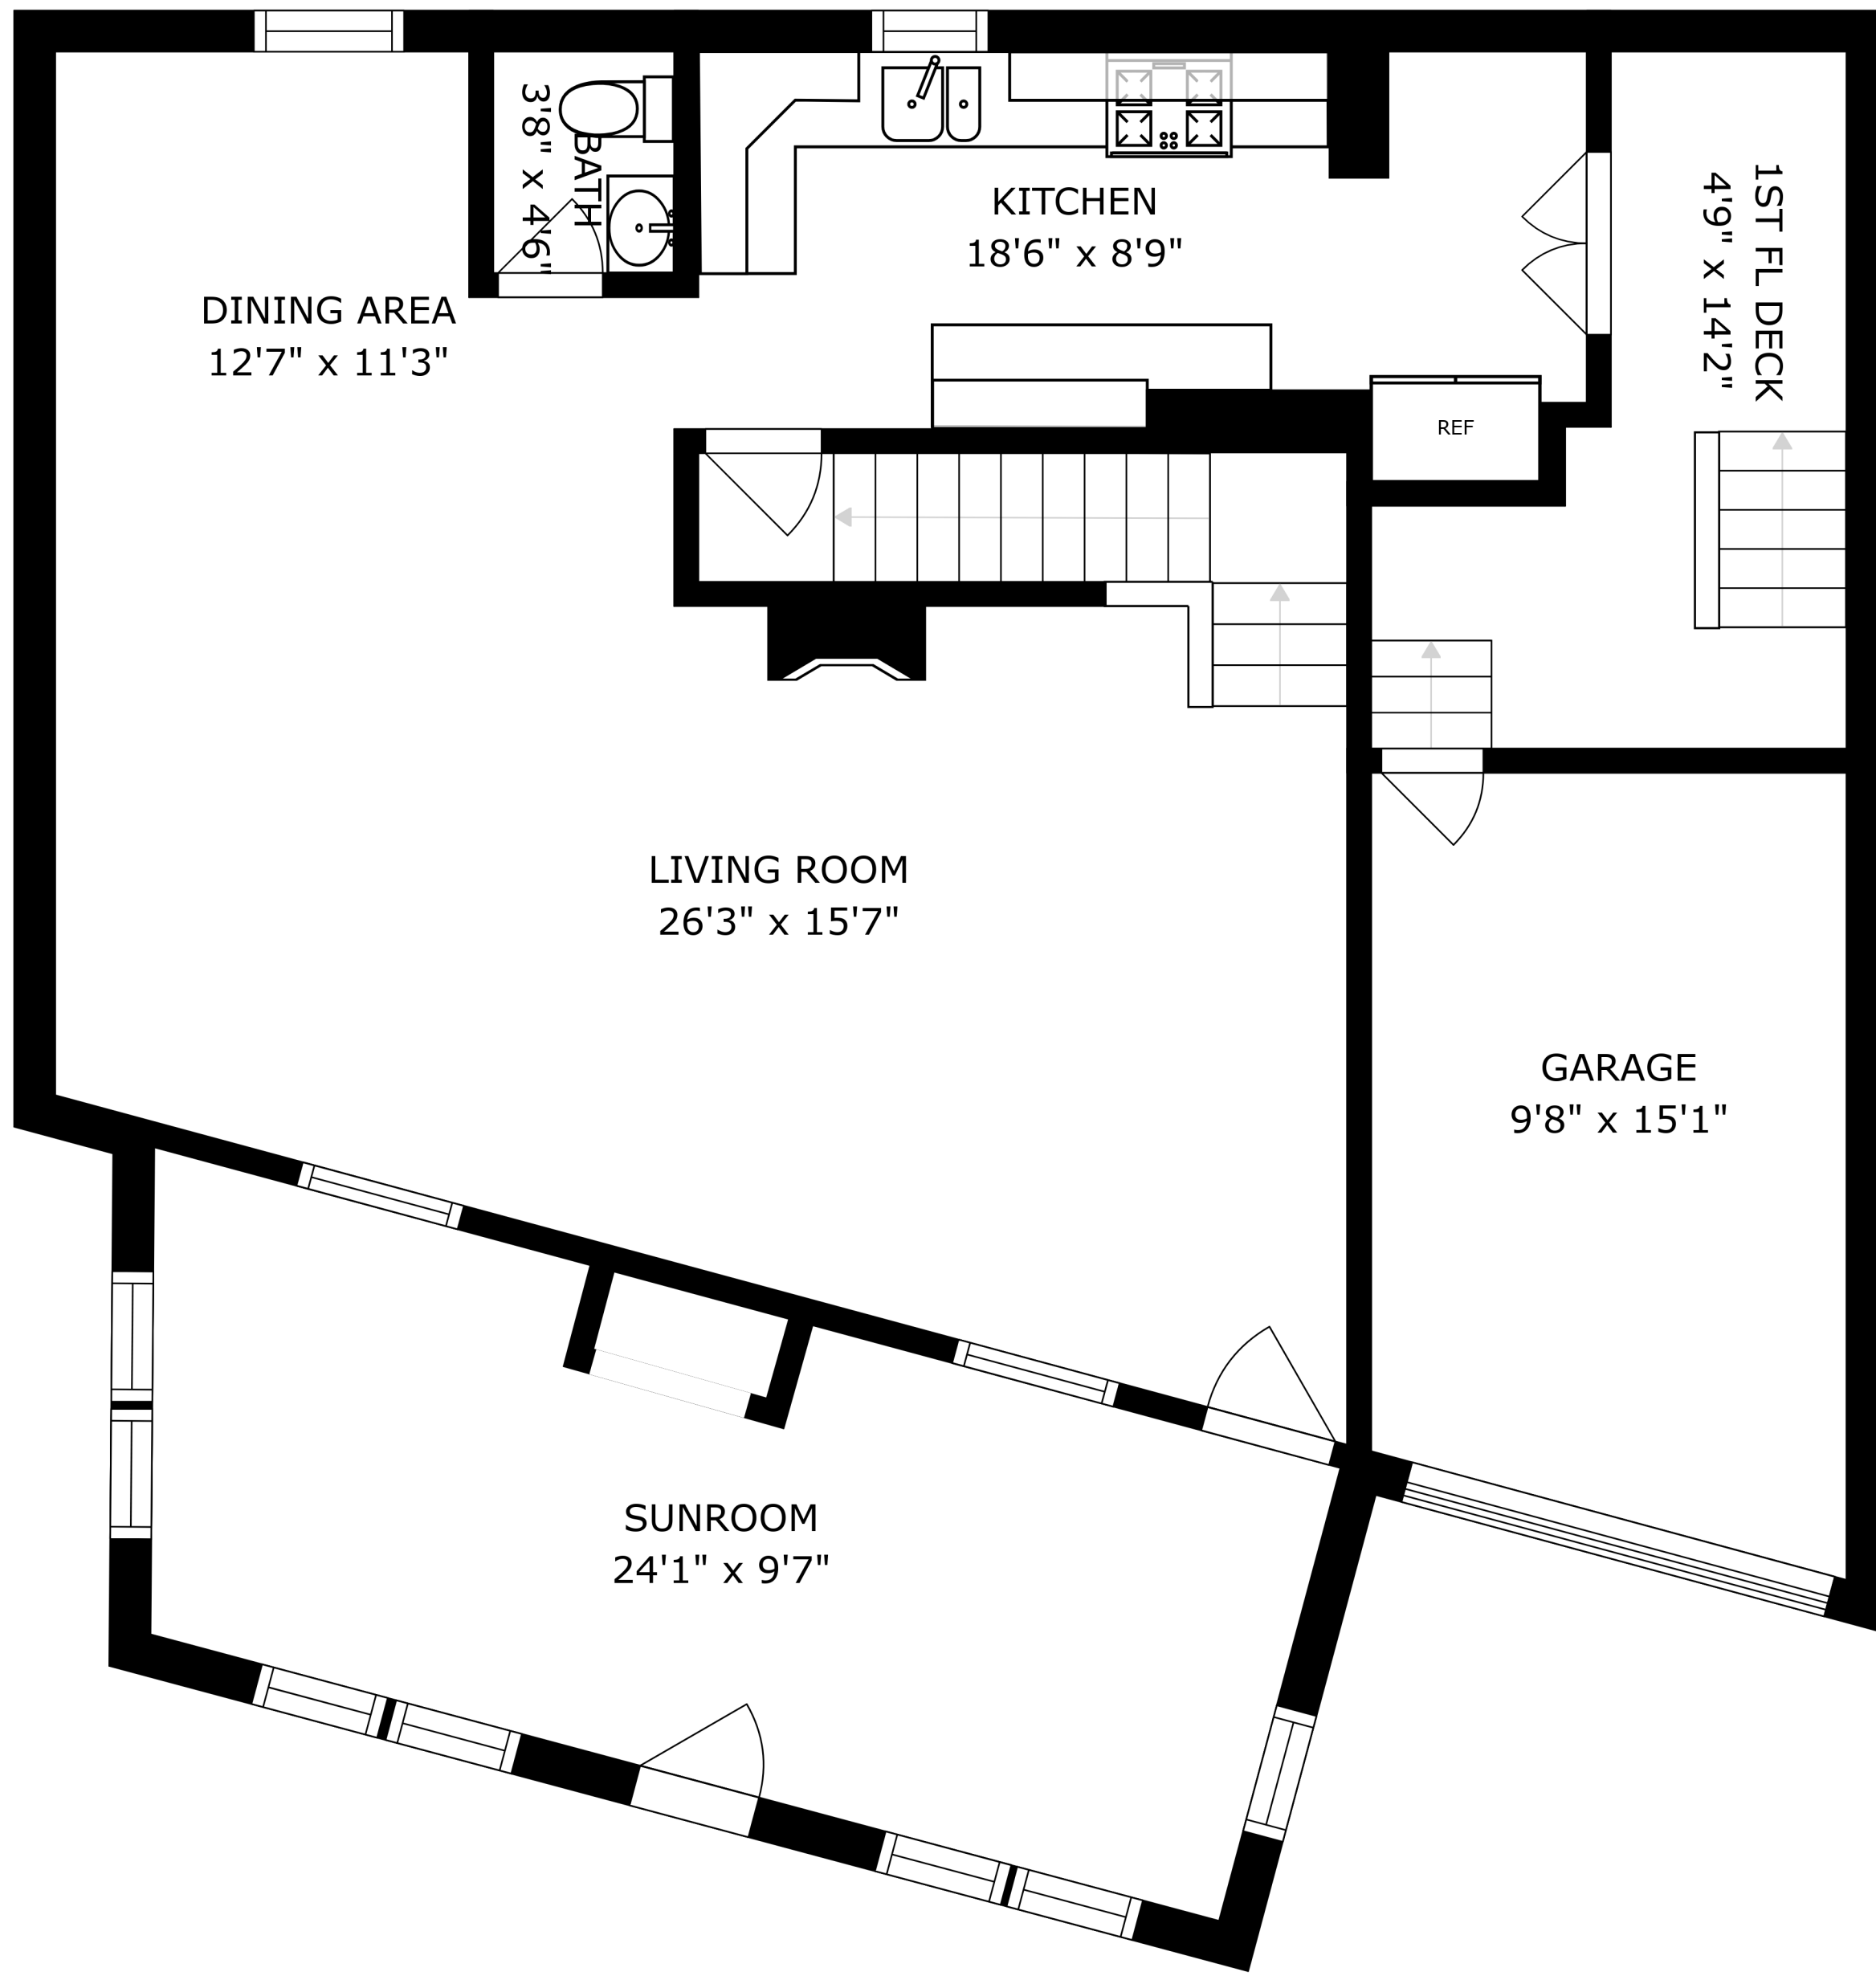 BATH
3'8" x 4'6"
KITCHEN
18'6" x 8'9"
1ST FL DECK
4'9" x 14'2"
DINING AREA
12'7" x 11'3"
REF
LIVING ROOM
26'3" x 15'7"
GARAGE
9'8" x 15'1"
SUNROOM
24'1" x 9'7"